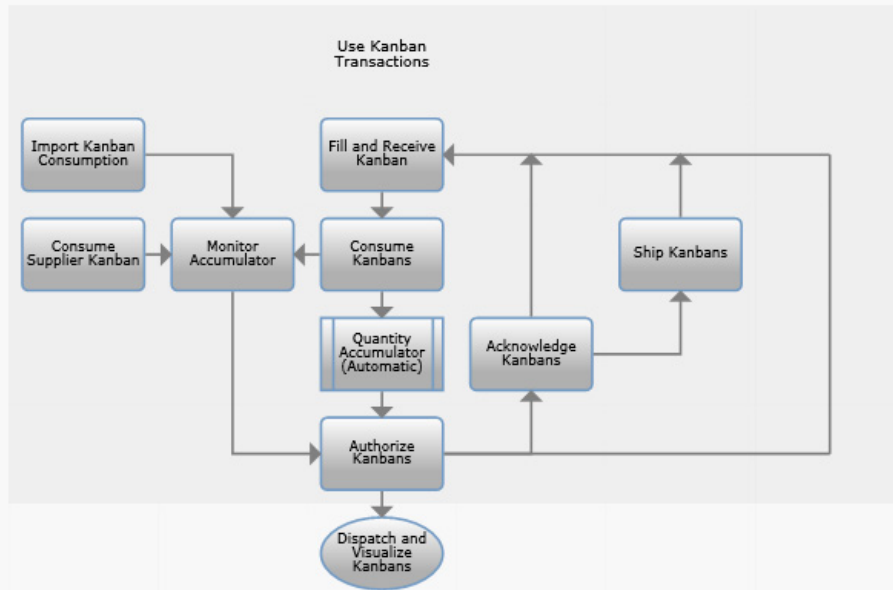 Use Kanban
Transactions
Import Kanban
Consumption
Fill and Receive
Kanban
Consume
Supplier Kanban
Monitor
Accumulator
Consume
Kanbans
Ship Kanbans
Quantity
Accumulator
(Automatic)
Acknowledge
Kanbans
Authorize
Kanbans
Dispatch and
Visualize
Kanbans